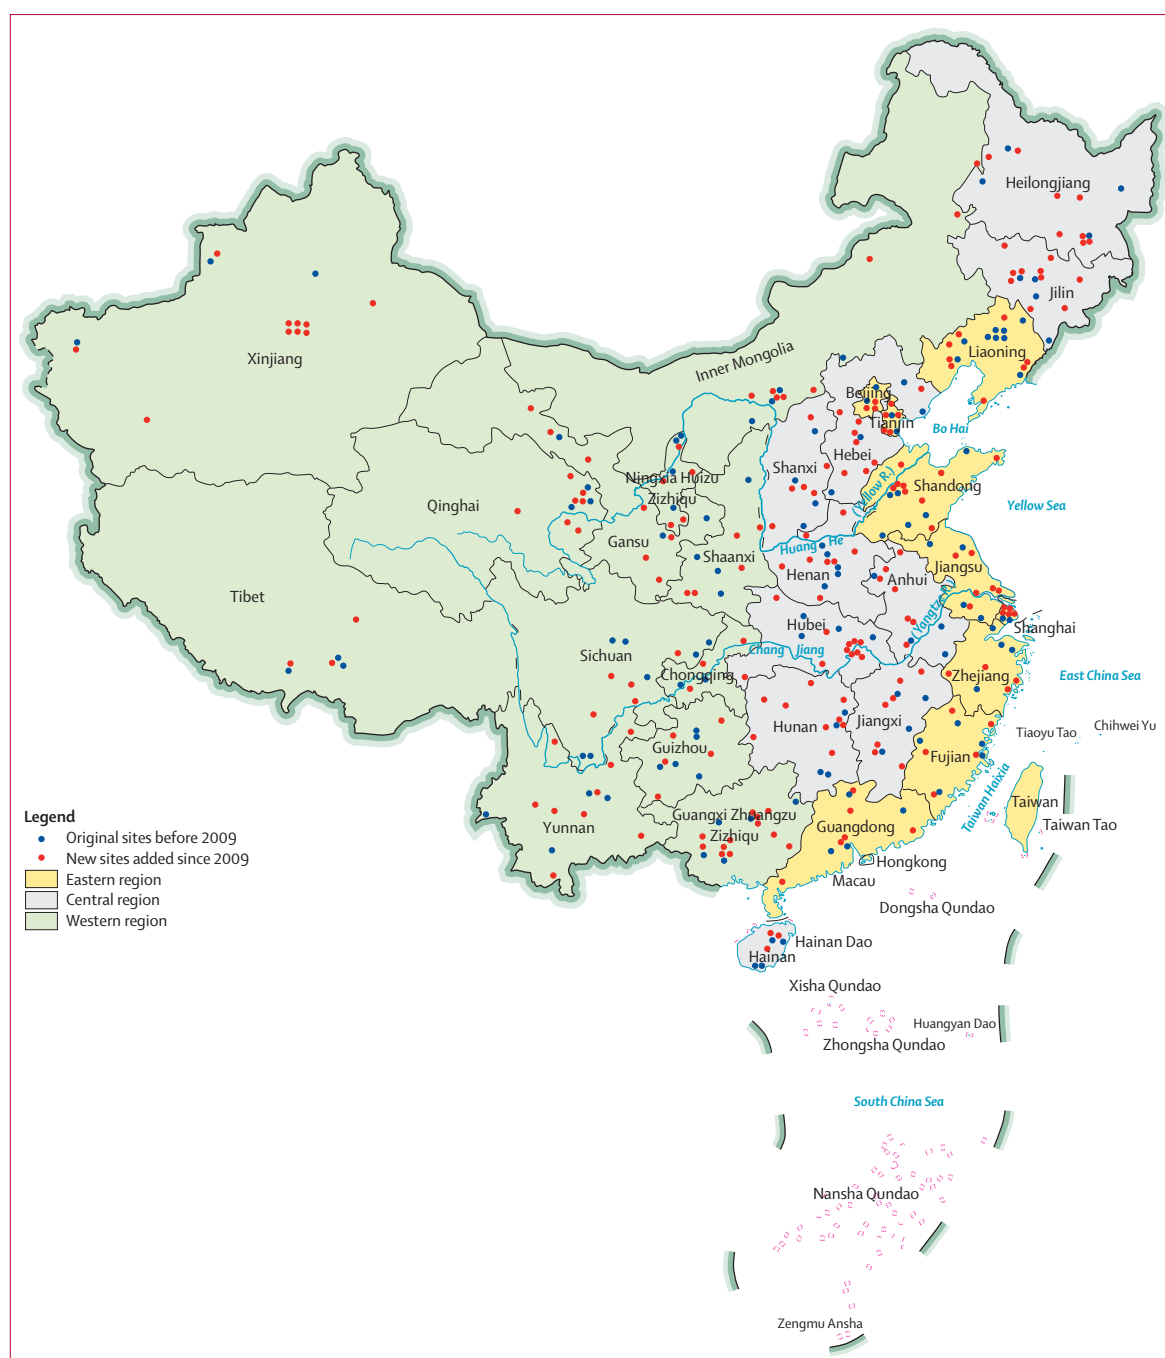 Heilongjiang
Jilin
Xinjiang
Inner Mongolia
Liaoning
Beijing
Tianjin
Bo Hai
Hebei
Shanxi
Ningxia Huizu
Zizhiqu
Qinghai
Shandong
(Yellow R.)
Yellow Sea
Gansu
Shaanxi
Huang He
Henan
Jiangsu
Anhui
Tibet
(Yangtze R.)
Hubei
Shanghai
Sichuan
Chang Jiang
Chongqing
Zhejiang
East China Sea
Hunan
Jiangxi
Guizhou
Tiaoyu Tao
Chihwei Yu
Fujian
Taiwan Haixia
Taiwan
Taiwan Tao
Yunnan
Guangxi Zhuangzu
Zizhiqu
Guangdong
Hongkong
Macau
Dongsha Qundao
Hainan Dao
Hainan
Xisha Qundao
Huangyan Dao
Zhongsha Qundao
South China Sea
Nansha Qundao
Zengmu Ansha
Legend
Original sites before 2009
New sites added since 2009
Eastern region
Central region
Western region